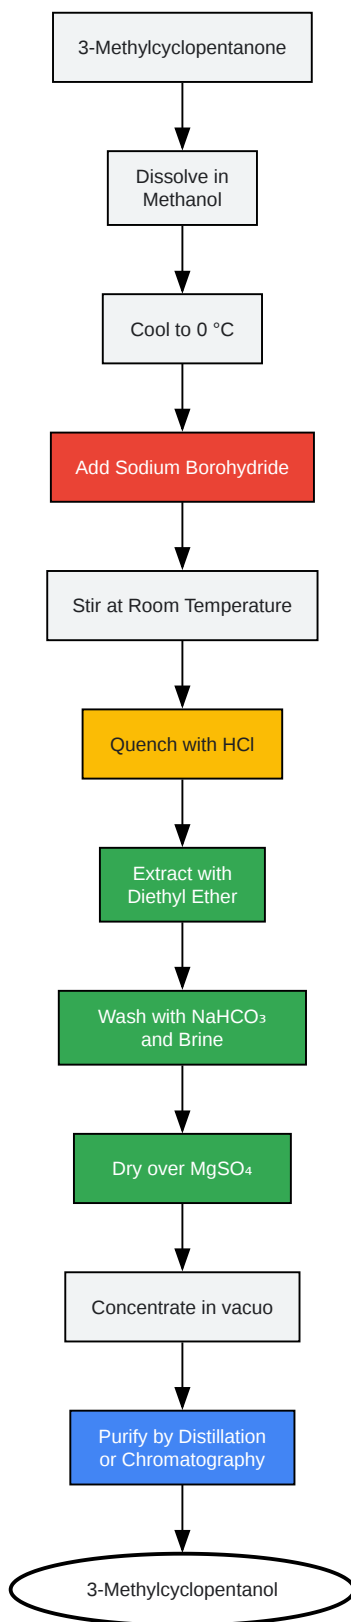 3-Methylcyclopentanone
Dissolve in
Methanol
Cool to 0 °C
Add Sodium Borohydride
Stir at Room Temperature
Quench with HCl
Extract with
Diethyl Ether
Wash with NaHCO₃
and Brine
Dry over MgSO₄
Concentrate in vacuo
Purify by Distillation
or Chromatography
3-Methylcyclopentanol